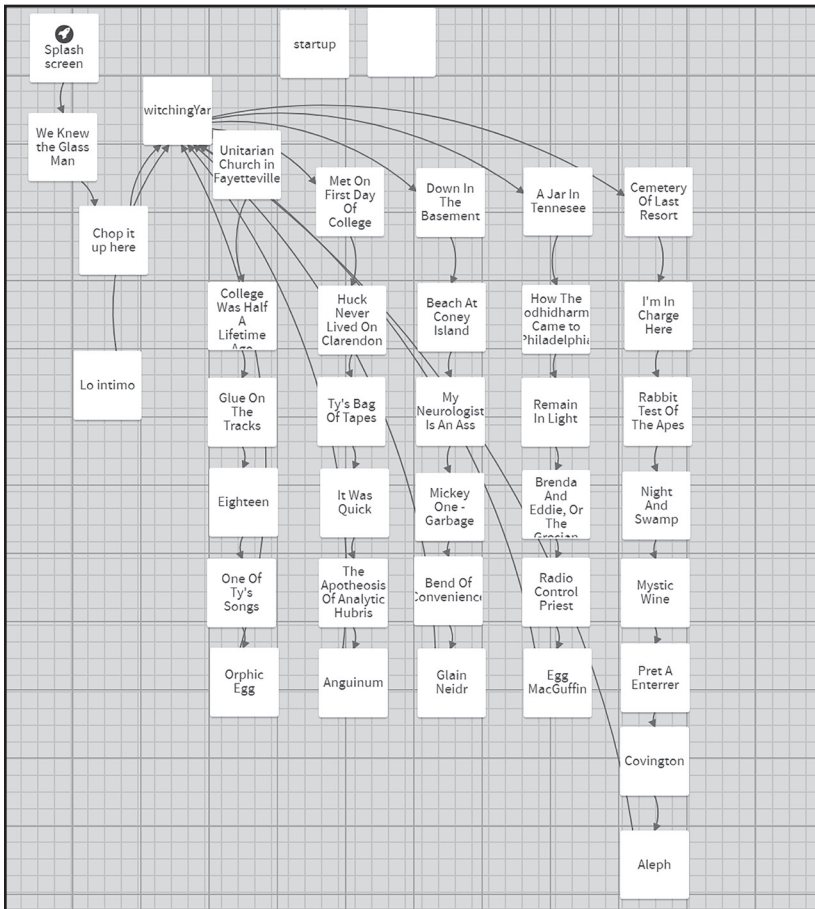 Splash
screen
startup
We Knew
the Glass
Man
witchingYar
Chop it
up here
Lo intimo
Unitarian
Church in
Fayetteville
College
Was Half
A
Lifetime
Ago
Glue On
The
Tracks
Eighteen
One Of
Ty's
Songs
Orphic
Egg
Met On
First Day
Of
College
Huck
Never
Lived On
Clarendon
Ty's Bag
Of Tapes
It Was
Quick
The
Apotheosis
Of Analytic
Hubris
Anguinum
Down In
The
Basement
Beach At
Coney
Island
My
Neurologist
Is An Ass
Mickey
One -
Garbage
Bend Of
Convenienc
Glain
Neidr
A Jar In
Tennesee
How The
odhidharm
Came to
Philadelphia
Remain
In Light
Brenda
And
Eddie, Or
The
Grecian
Radio
Control
Priest
Egg
MacGuffin
Cemetery
Of Last
Resort
I'm In
Charge
Here
Rabbit
Test Of
The Apes
Night
And
Swamp
Mystic
Wine
Pret A
Enterrer
Covington
Aleph